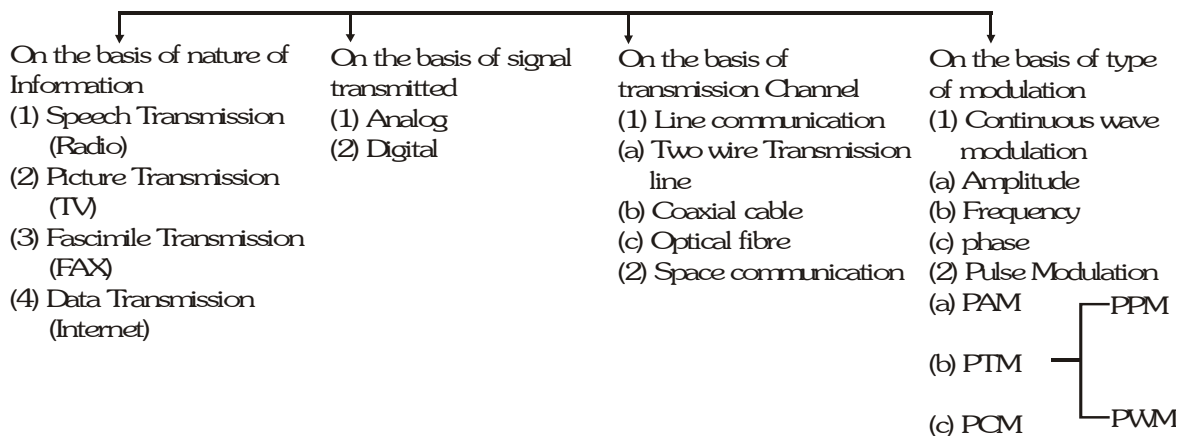 On the basis of nature of
Information
(1) Speech Transmission
(Radio)
(2) Picture Transmission
(TV)
(3) Fascimile Transmission
(FAX)
(4) Data Transmission
(Internet)
On the basis of signal
transmitted
(1) Analog
(2) Digital
On the basis of
transmission Channel
(1) Line communication
(a) Two wire Transmission
line
(b) Coaxial cable
(c) Optical fibre
(2) Space communication
On the basis of type
of modulation
(1) Continuous wave
modulation
(a) Amplitude
(b) Frequency
(c) phase
(2) Pulse Modulation
(a) PAM
(b) PTM
PPM
PWM
(c) PCM